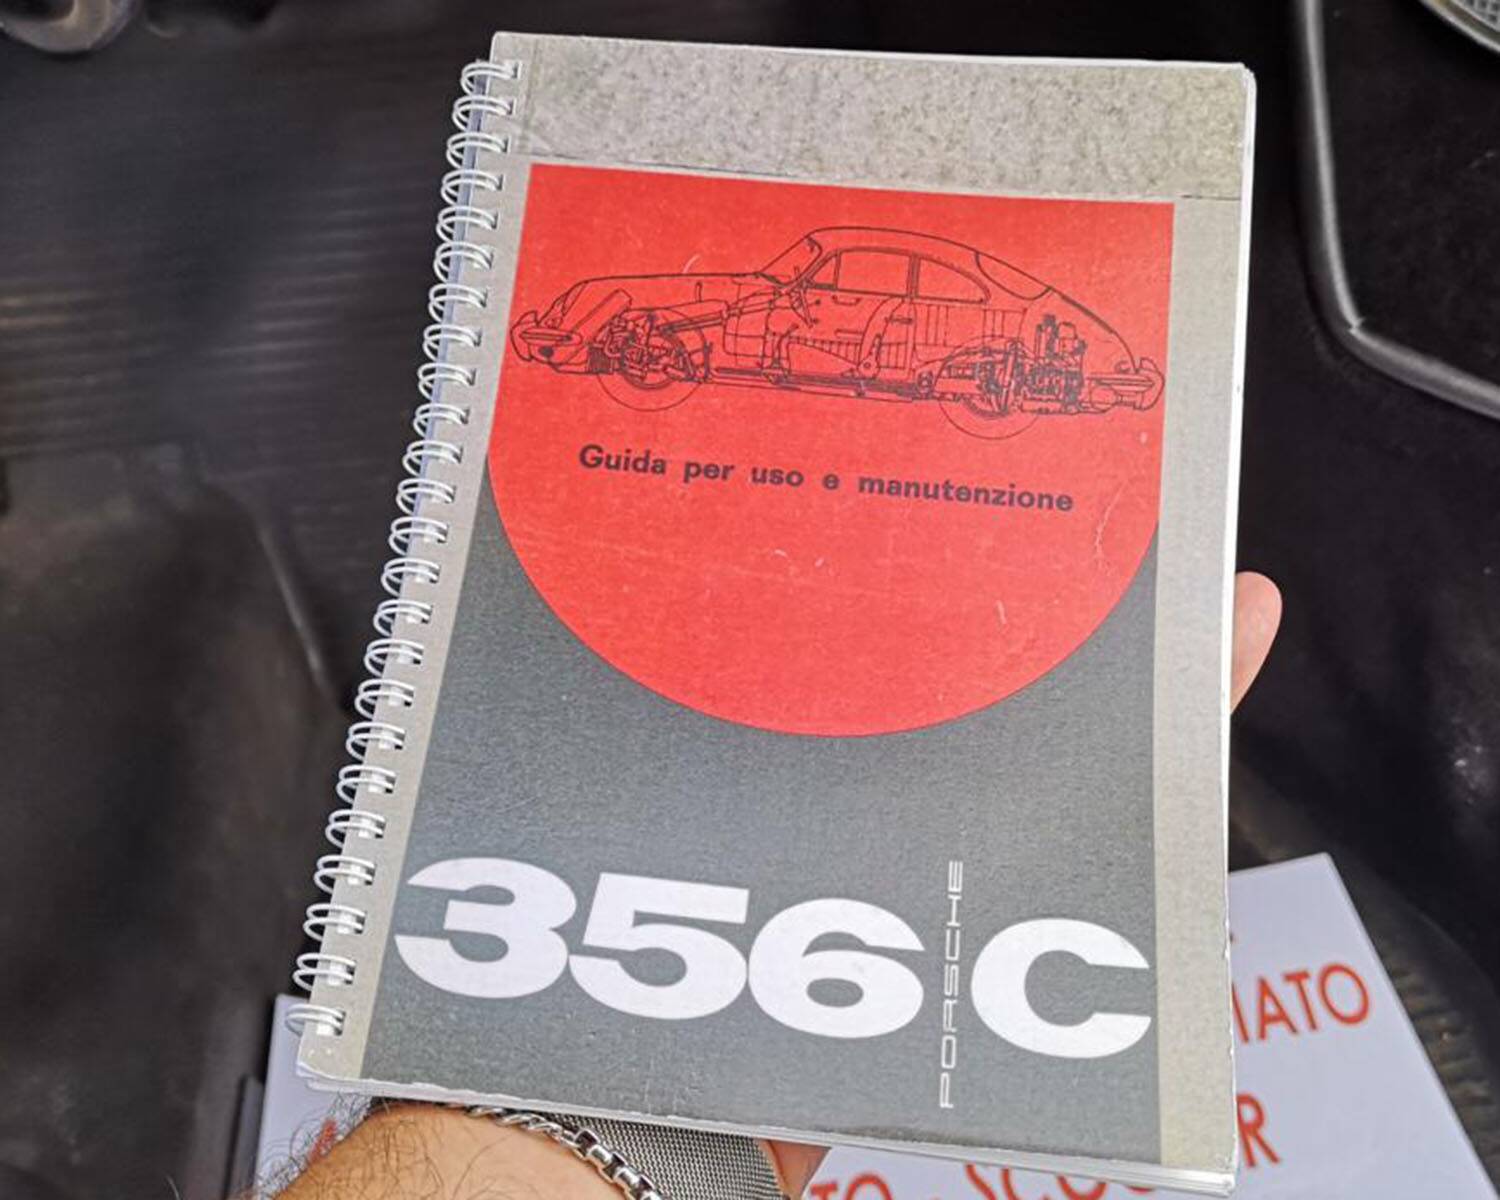 Guida per uso e manutenzione
356 C
PORSCHE